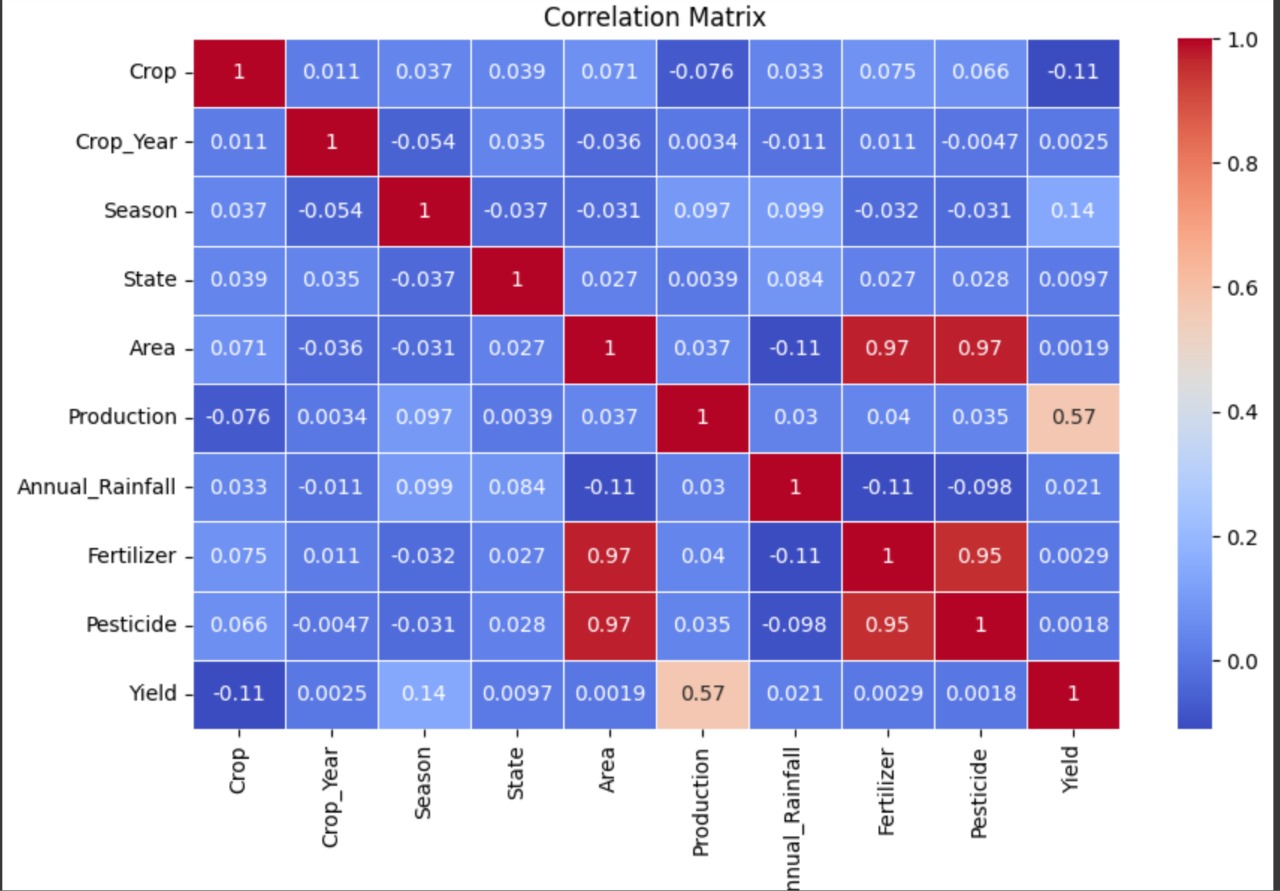 Correlation Matrix
Crop 1 0.011 0.037 0.039 0.071 -0.076 0.033 0.075 0.066 -0.11
Crop_Year 0.011 1 -0.054 0.035 -0.036 0.0034 -0.011 0.011 -0.0047 0.0025
Season 0.037 -0.054 1 -0.037 -0.031 0.097 0.099 -0.032 -0.031 0.14
State 0.039 0.035 -0.037 1 0.027 0.0039 0.084 0.027 0.028 0.0097
Area 0.071 -0.036 -0.031 0.027 1 0.037 -0.11 0.97 0.97 0.0019
Production -0.076 0.0034 0.097 0.0039 0.037 1 0.03 0.04 0.035 0.57
Annual_Rainfall 0.033 -0.011 0.099 0.084 -0.11 0.03 1 -0.11 -0.098 0.021
Fertilizer 0.075 0.011 -0.032 0.027 0.97 0.04 -0.11 1 0.95 0.0029
Pesticide 0.066 -0.0047 -0.031 0.028 0.97 0.035 -0.098 0.95 1 0.0018
Yield -0.11 0.0025 0.14 0.0097 0.0019 0.57 0.021 0.0029 0.0018 1
Crop Crop_Year Season State Area Production nnual_Rainfall Fertilizer Pesticide Yield
1.0
0.8
0.6
0.4
0.2
0.0